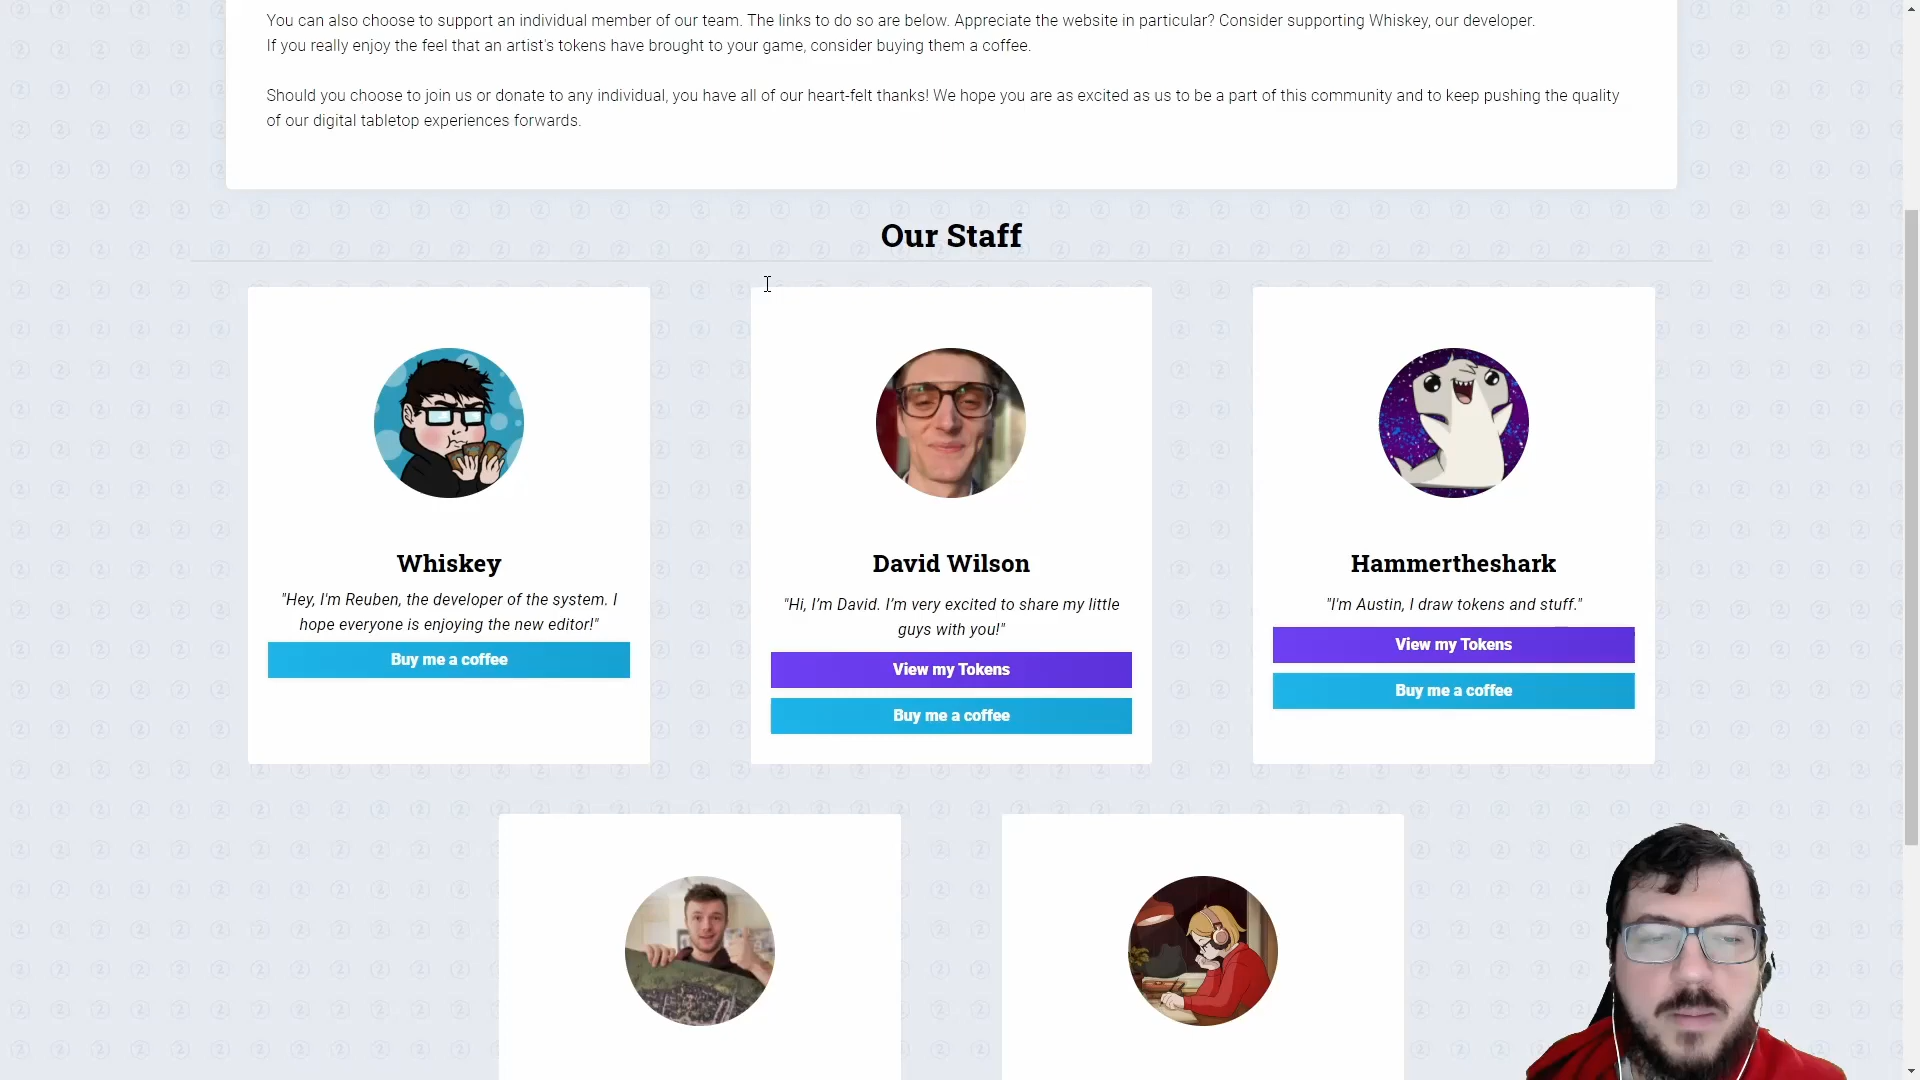 You can also choose to support an individual member of our team. The links to do so are below. Appreciate the website in particular? Consider supporting Whiskey, our developer.
If you really enjoy the feel that an artist's tokens have brought to your game, consider buying them a coffee.
Should you choose to join us or donate to any individual, you have all of our heart-felt thanks! We hope you are as excited as us to be a part of this community and to keep pushing the quality
of our digital tabletop experiences forwards.
Our Staff
Whiskey
"Hey, I'm Reuben, the developer of the system. I
hope everyone is enjoying the new editor!"
Buy me a coffee
David Wilson
"Hi, I’m David. I’m very excited to share my little
guys with you!"
View my Tokens
Buy me a coffee
Hammertheshark
"I'm Austin, I draw tokens and stuff."
View my Tokens
Buy me a coffee